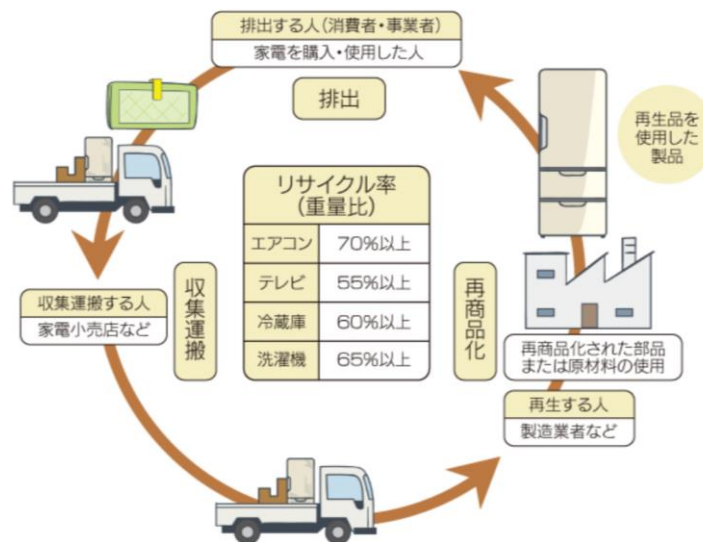 排出する人(消費者・事業者)
家電を購入・使用した人
排出
再生品を
使用した
製品
リサイクル率
(重量比)
エアコン 70%以上
テレビ 55%以上
冷蔵庫 60%以上
洗濯機 65%以上
収集運搬
収集運搬する人
家電小売店など
再商品化
再商品化された部品
または原材料の使用
再生する人
製造業者など